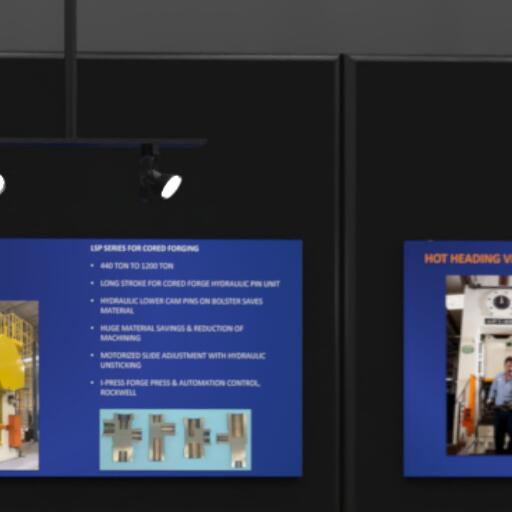 LSP SERIES FOR CORED FORGING
• 440 TON TO 1200 TON
• LONG STROKE FOR CORED FORGE HYDRAULIC PIN UNIT
• HYDRAULIC LOWER CAM PINS ON BOLSTER SAVES
MATERIAL
• HUGE MATERIAL SAVINGS & REDUCTION OF
MACHINING
• MOTORIZED SLIDE ADJUSTMENT WITH HYDRAULIC
UNSTICKING
• I-PRESS FORGE PRESS & AUTOMATION CONTROL,
ROCKWELL
HOT HEADING